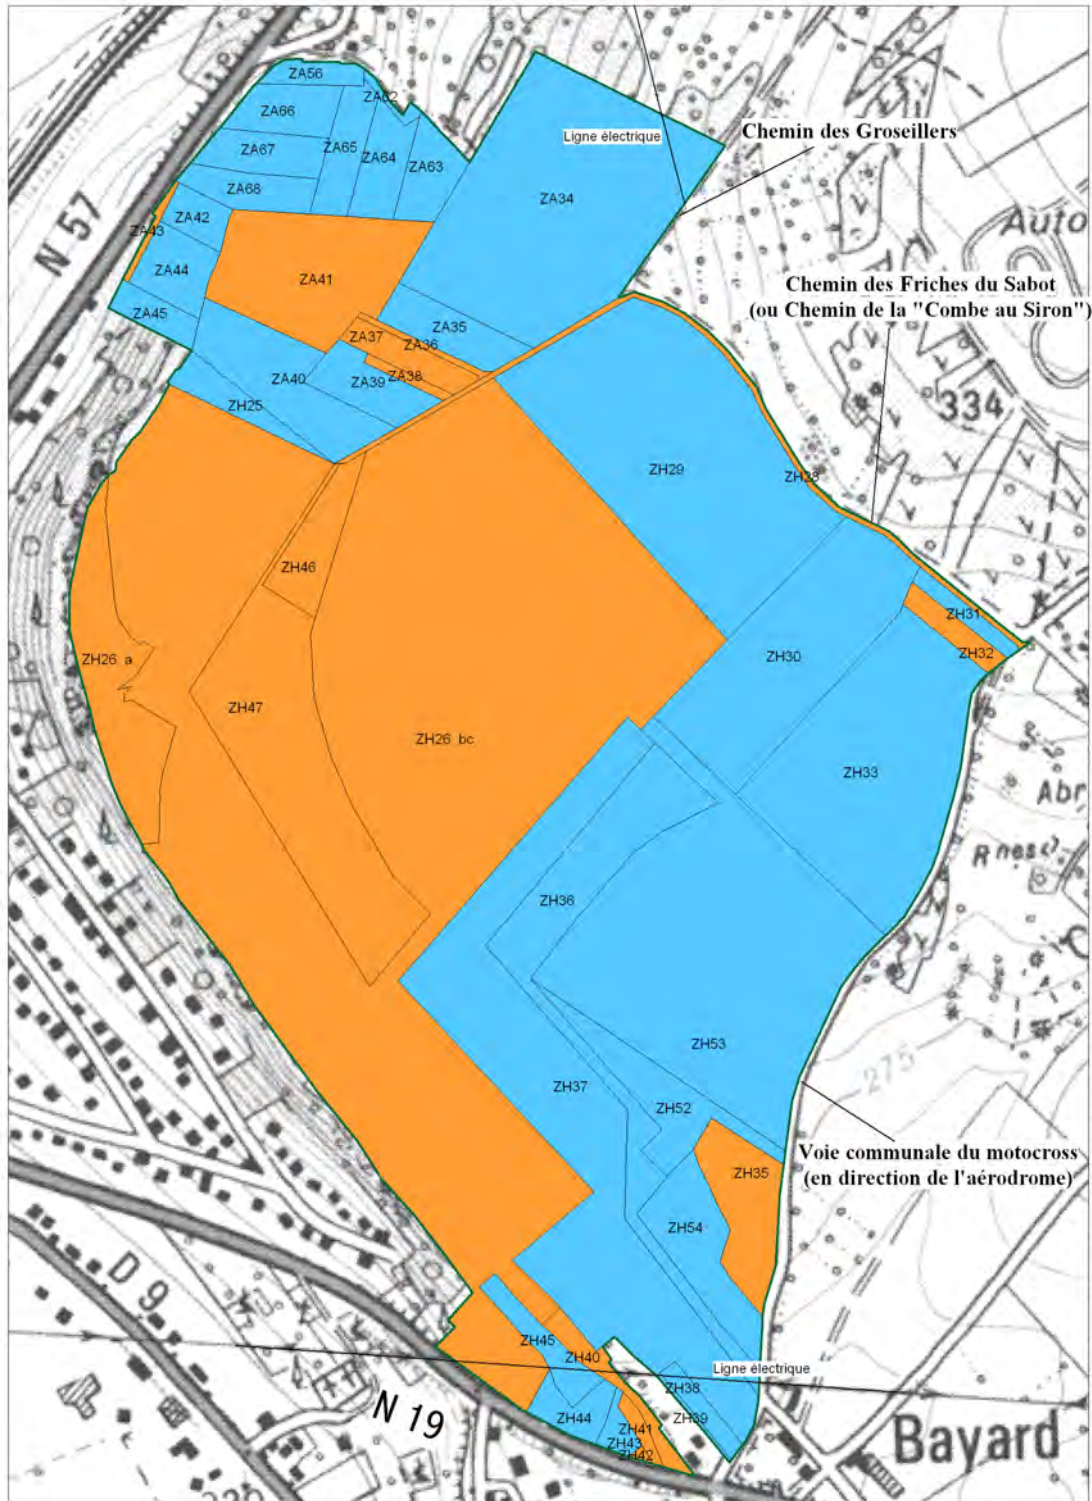 ZA56
ZA62
ZA66
Ligne électrique
Chemin des Groseillers
ZA67
ZA65
ZA64
ZA63
ZA68
ZA34
ZA42
Auto
N 57
ZA43
ZA44
ZA41
Chemin des Friches du Sabot
(ou Chemin de la "Combe au Siron")
ZA45
ZA37
ZA36
ZA35
ZA40
ZA39
ZA38
ZH25
334
ZH29
ZH28
ZH46
ZH31
ZH32
ZH26 a
ZH30
ZH47
ZH26 bc
ZH33
Abr
Rnes
ZH36
ZH53
275
ZH37
ZH52
Voie communale du motocross
(en direction de l'aérodrome)
ZH35
ZH54
D 9
ZH45
ZH40
Ligne électrique
ZH38
N 19
ZH44
ZH39
ZH41
ZH43
ZH42
Bayard